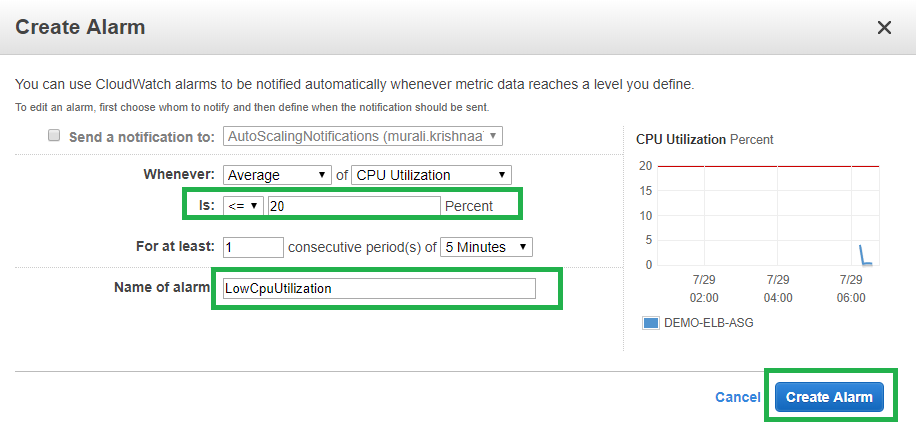 Create Alarm
You can use CloudWatch alarms to be notified automatically whenever metric data reaches a level you define.
To edit an alarm, first choose whom to notify and then define when the notification should be sent.
Send a notification to: AutoScalingNotifications (murali.krishnaa
Whenever: Average of CPU Utilization
Is: <= 20 Percent
For at least: 1 consecutive period(s) of 5 Minutes
Name of alarm LowCpuUtilization
CPU Utilization Percent
20
15
10
5
0
7/29 7/29 7/29
02:00 04:00 06:00
DEMO-ELB-ASG
Cancel Create Alarm